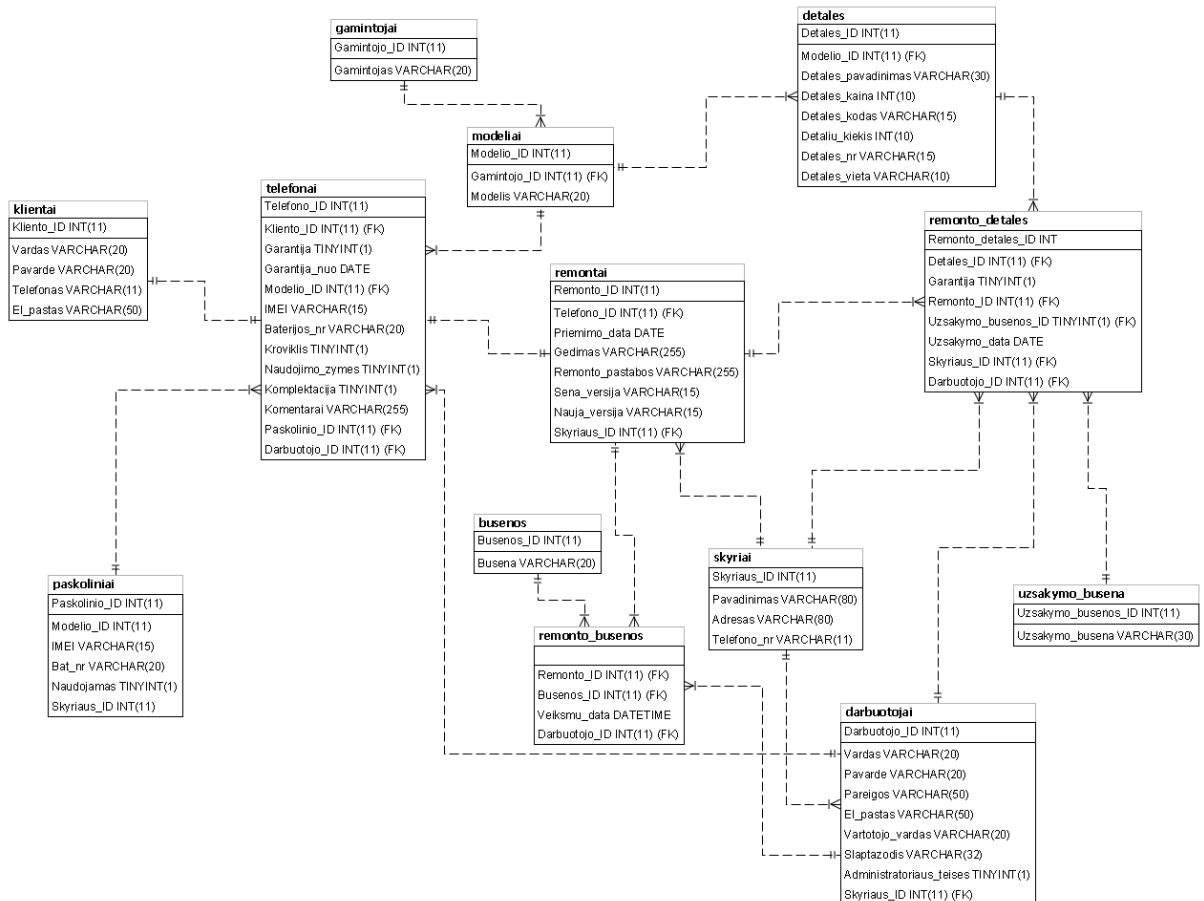 gamintojai
Gamintojo_ID INT(11)
Gamintojas VARCHAR(20)
detales
Detales_ID INT(11)
Modelio_ID INT(11) (FK)
Detales_pavadinimas VARCHAR(30)
Detales_kaina INT(10)
Detales_kodas VARCHAR(15)
Detaliu_kiekis INT(10)
Detales_nr VARCHAR(15)
Detales_vieta VARCHAR(10)
modeliai
Modelio_ID INT(11)
Gamintojo_ID INT(11) (FK)
Modelis VARCHAR(20)
klientai
Kliento_ID INT(11)
Vardas VARCHAR(20)
Pavarde VARCHAR(20)
Telefonas VARCHAR(11)
El_pastas VARCHAR(50)
telefonai
Telefono_ID INT(11)
Kliento_ID INT(11) (FK)
Garantija TINYINT(1)
Garantija_nuo DATE
Modelio_ID INT(11) (FK)
IMEI VARCHAR(15)
Baterijos_nr VARCHAR(20)
Kroviklis TINYINT(1)
Naudojimo_zymes TINYINT(1)
Komplektacija TINYINT(1)
Komentarai VARCHAR(255)
Paskolinio_ID INT(11) (FK)
Darbuotojo_ID INT(11) (FK)
remontai
Remonto_ID INT(11)
Telefono_ID INT(11) (FK)
Priemimo_data DATE
Gedimas VARCHAR(255)
Remonto_pastabos VARCHAR(255)
Sena_versija VARCHAR(15)
Nauja_versija VARCHAR(15)
Skyriaus_ID INT(11) (FK)
remonto_detales
Remonto_detales_ID INT
Detales_ID INT(11) (FK)
Garantija TINYINT(1)
Remonto_ID INT(11) (FK)
Uzsakymo_busenos_ID TINYINT(1) (FK)
Uzsakymo_data DATE
Skyriaus_ID INT(11) (FK)
Darbuotojo_ID INT(11) (FK)
busenos
Busenos_ID INT(11)
Busena VARCHAR(20)
paskoliniai
Paskolinio_ID INT(11)
Modelio_ID INT(11)
IMEI VARCHAR(15)
Bat_nr VARCHAR(20)
Naudojamas TINYINT(1)
Skyriaus_ID INT(11)
remonto_busenos
Remonto_ID INT(11) (FK)
Busenos_ID INT(11) (FK)
Veiksmu_data DATETIME
Darbuotojo_ID INT(11) (FK)
skyriai
Skyriaus_ID INT(11)
Pavadinimas VARCHAR(80)
Adresas VARCHAR(80)
Telefono_nr VARCHAR(11)
uzsakymo_busena
Uzsakymo_busenos_ID INT(11)
Uzsakymo_busena VARCHAR(30)
darbuotojai
Darbuotojo_ID INT(11)
Vardas VARCHAR(20)
Pavarde VARCHAR(20)
Pareigos VARCHAR(50)
El_pastas VARCHAR(50)
Vartotojo_vardas VARCHAR(20)
Slaptazodis VARCHAR(32)
Administratoriaus_teises TINYINT(1)
Skyriaus_ID INT(11) (FK)